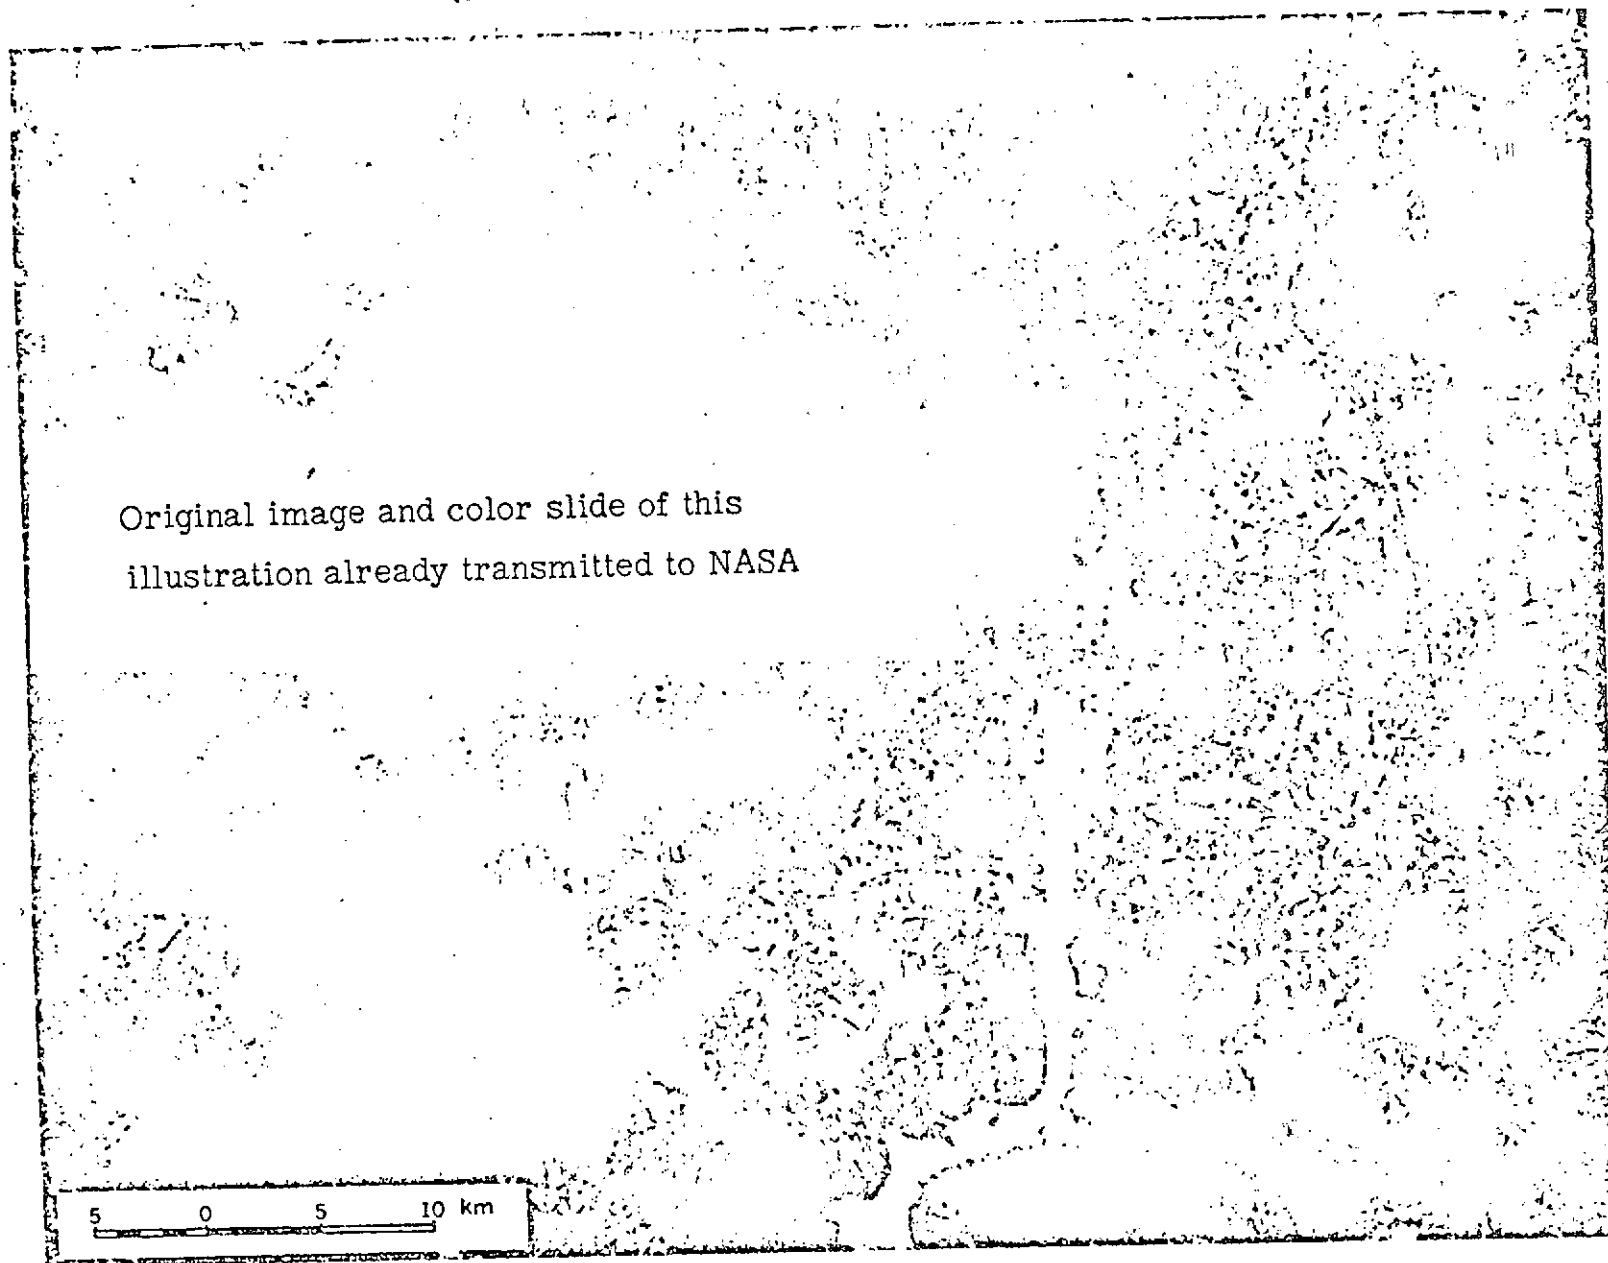 Original image and color slide of this
illustration already transmitted to NASA
5 0 5 10 km